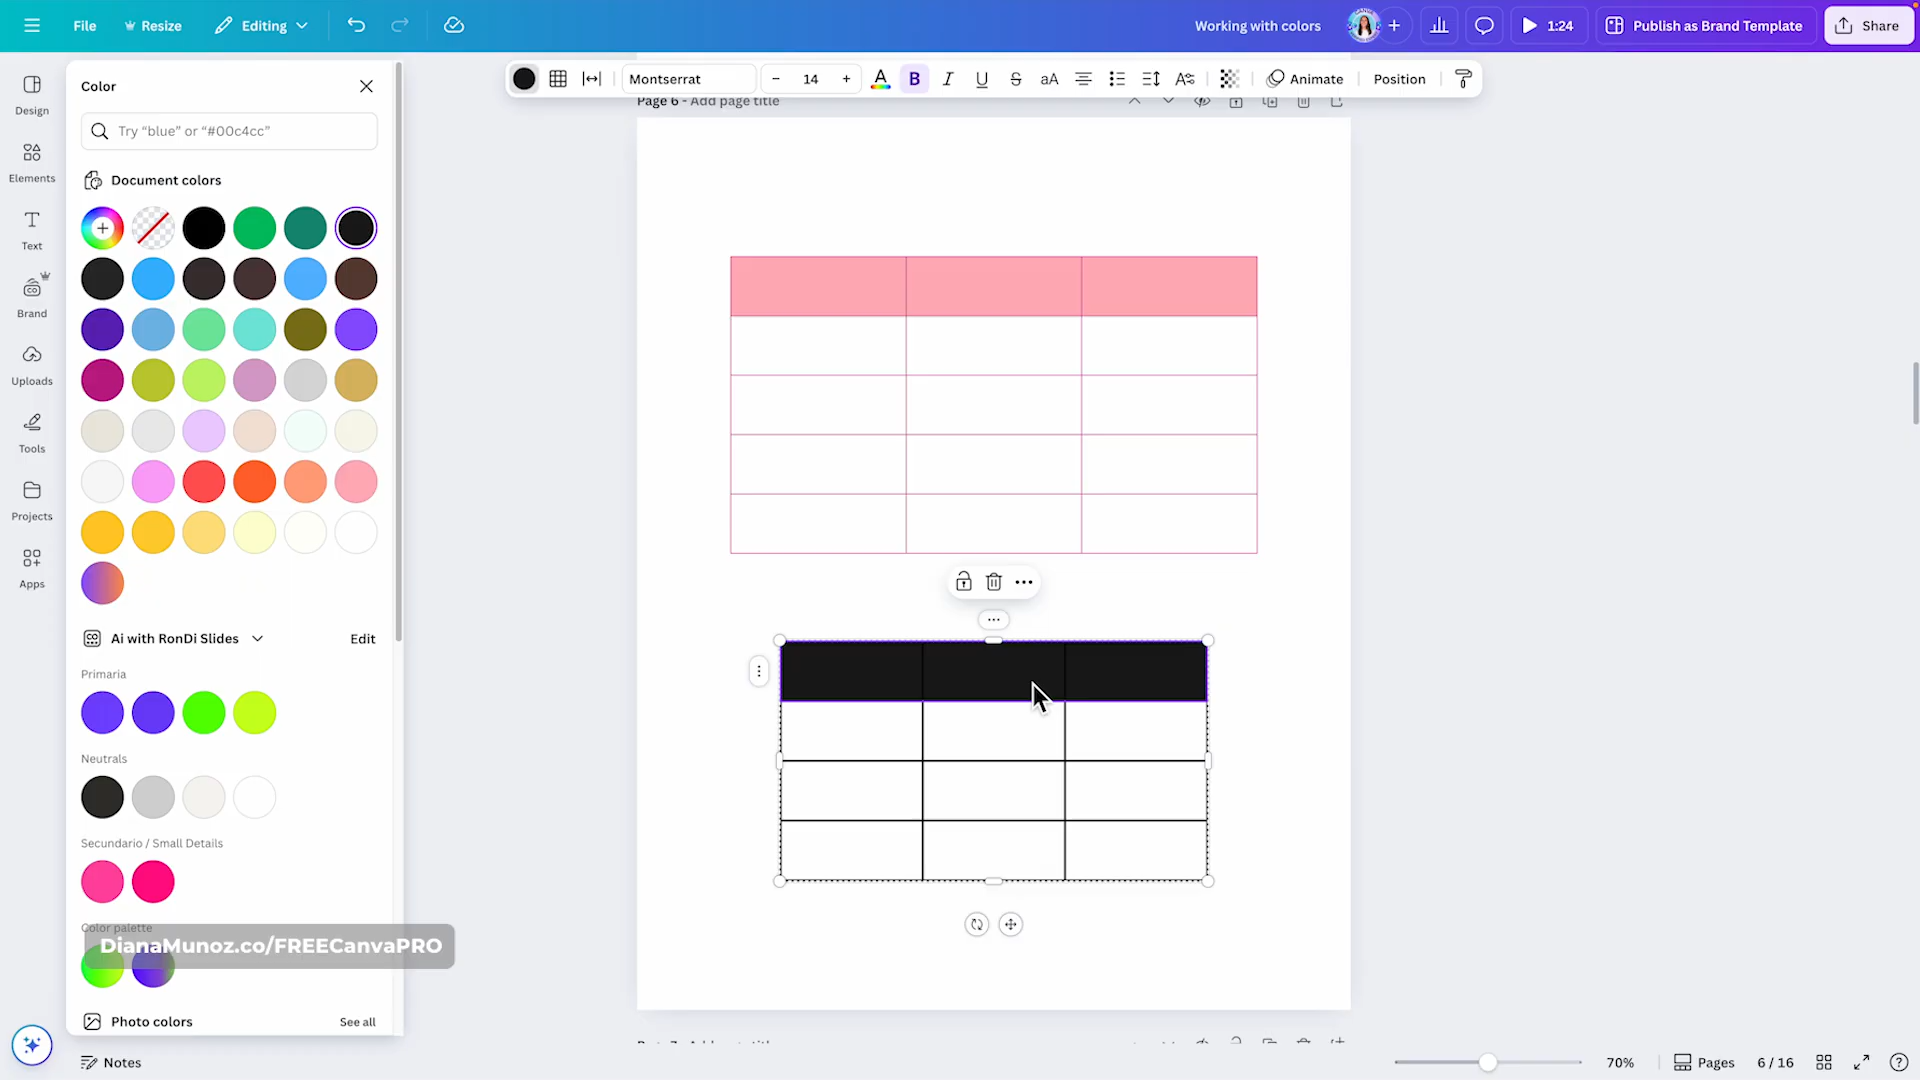 File
Resize
Editing
Working with colors
1:24
Publish as Brand Template
Share
Design
Elements
Text
Brand
Uploads
Tools
Projects
Apps
Color
Try “blue” or “#00c4cc”
Document colors
Ai with RonDi Slides
Edit
Primaria
Neutrals
Secundario / Small Details
Color palette
DianaMunoz.co/FREECanvaPRO
Photo colors
See all
Notes
Montserrat
- 14 +
A
B
I
U
S
aA
Animate
Position
Page 6 - Add page title
70%
Pages
6 / 16